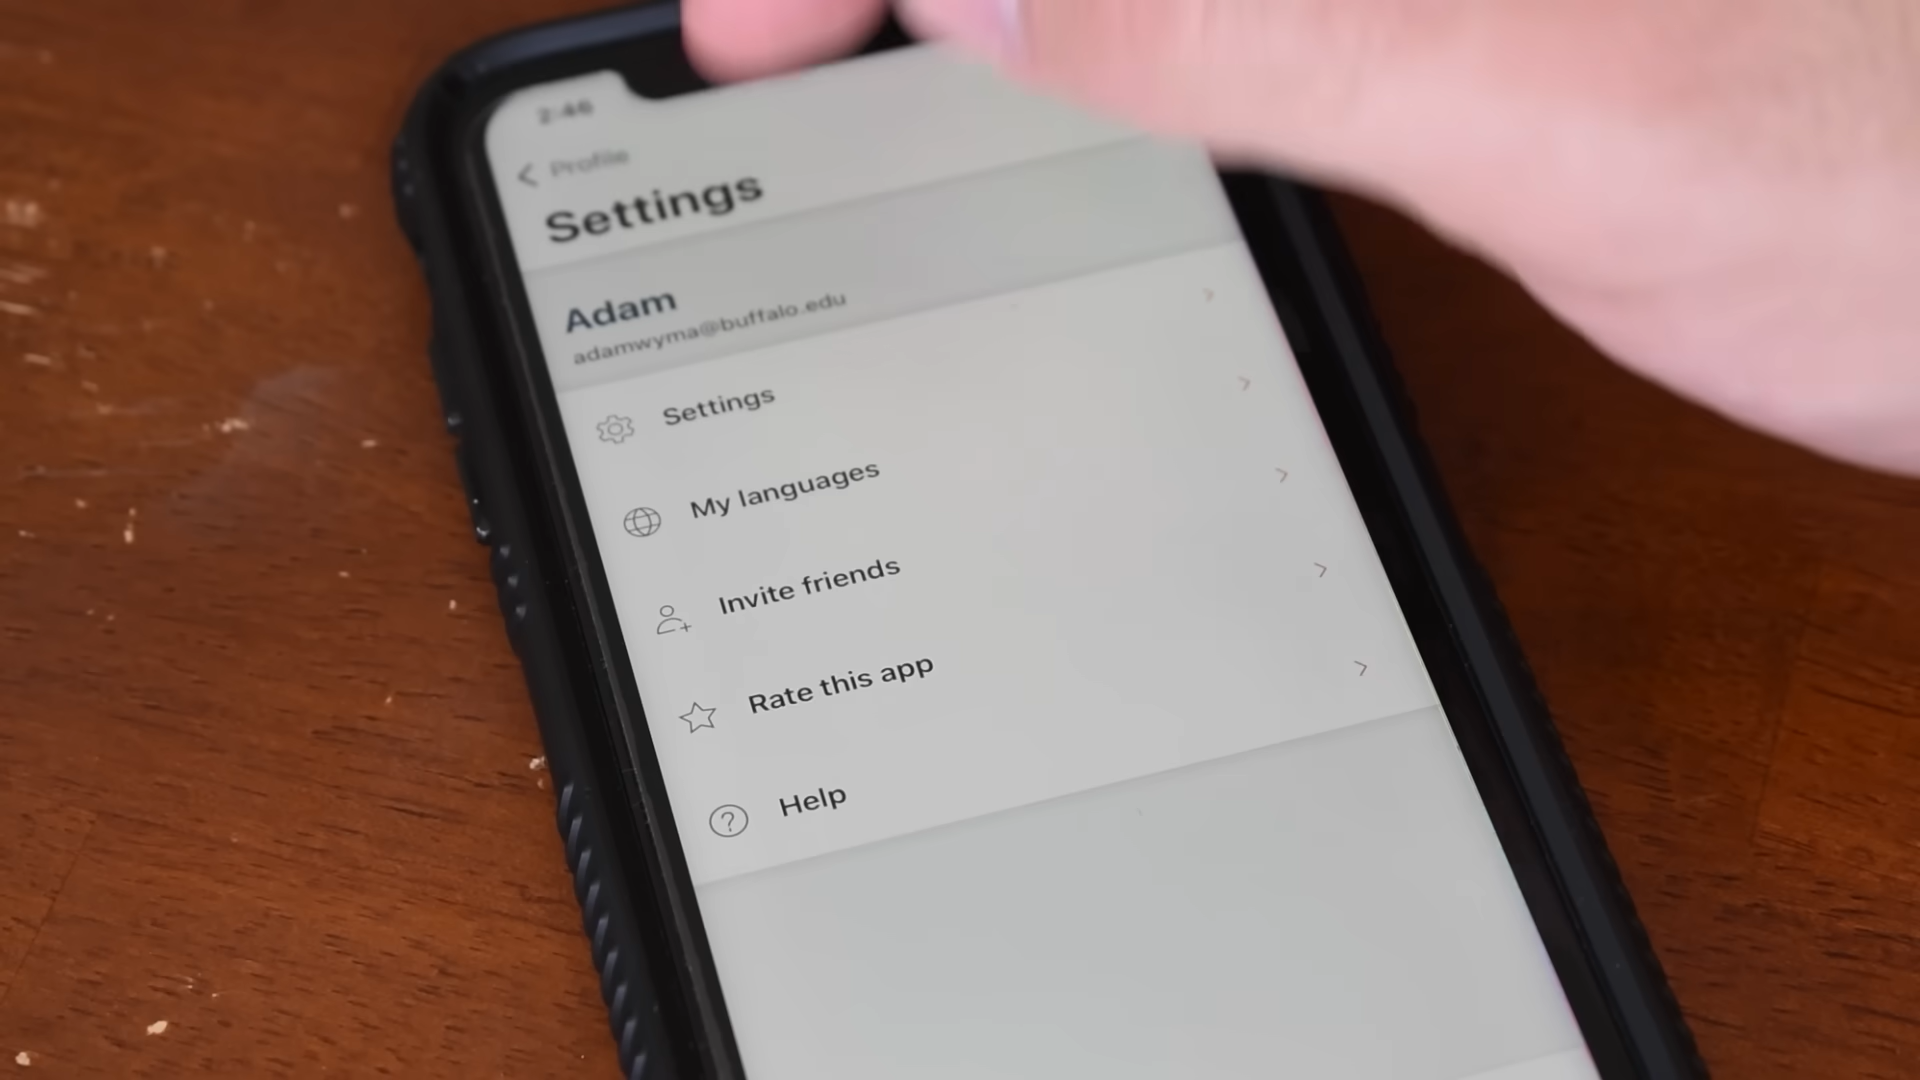 2:46
Profile
Settings
Adam
adamwyma@buffalo.edu
Settings
My languages
Invite friends
Rate this app
Help